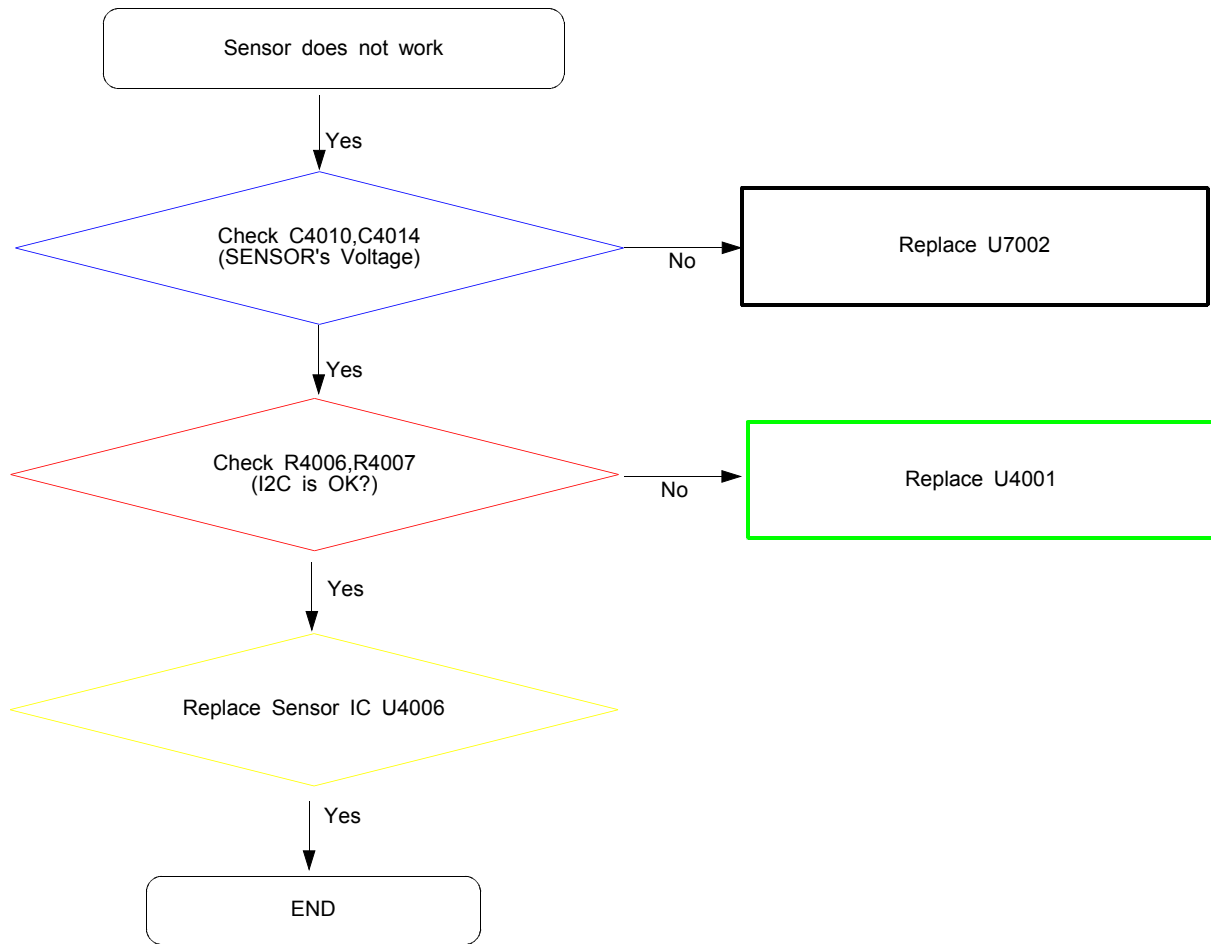 Sensor does not work
Yes
Check C4010,C4014
(SENSOR's Voltage)
No
Replace U7002
Yes
Check R4006,R4007
(I2C is OK?)
No
Replace U4001
Yes
Replace Sensor IC U4006
Yes
END